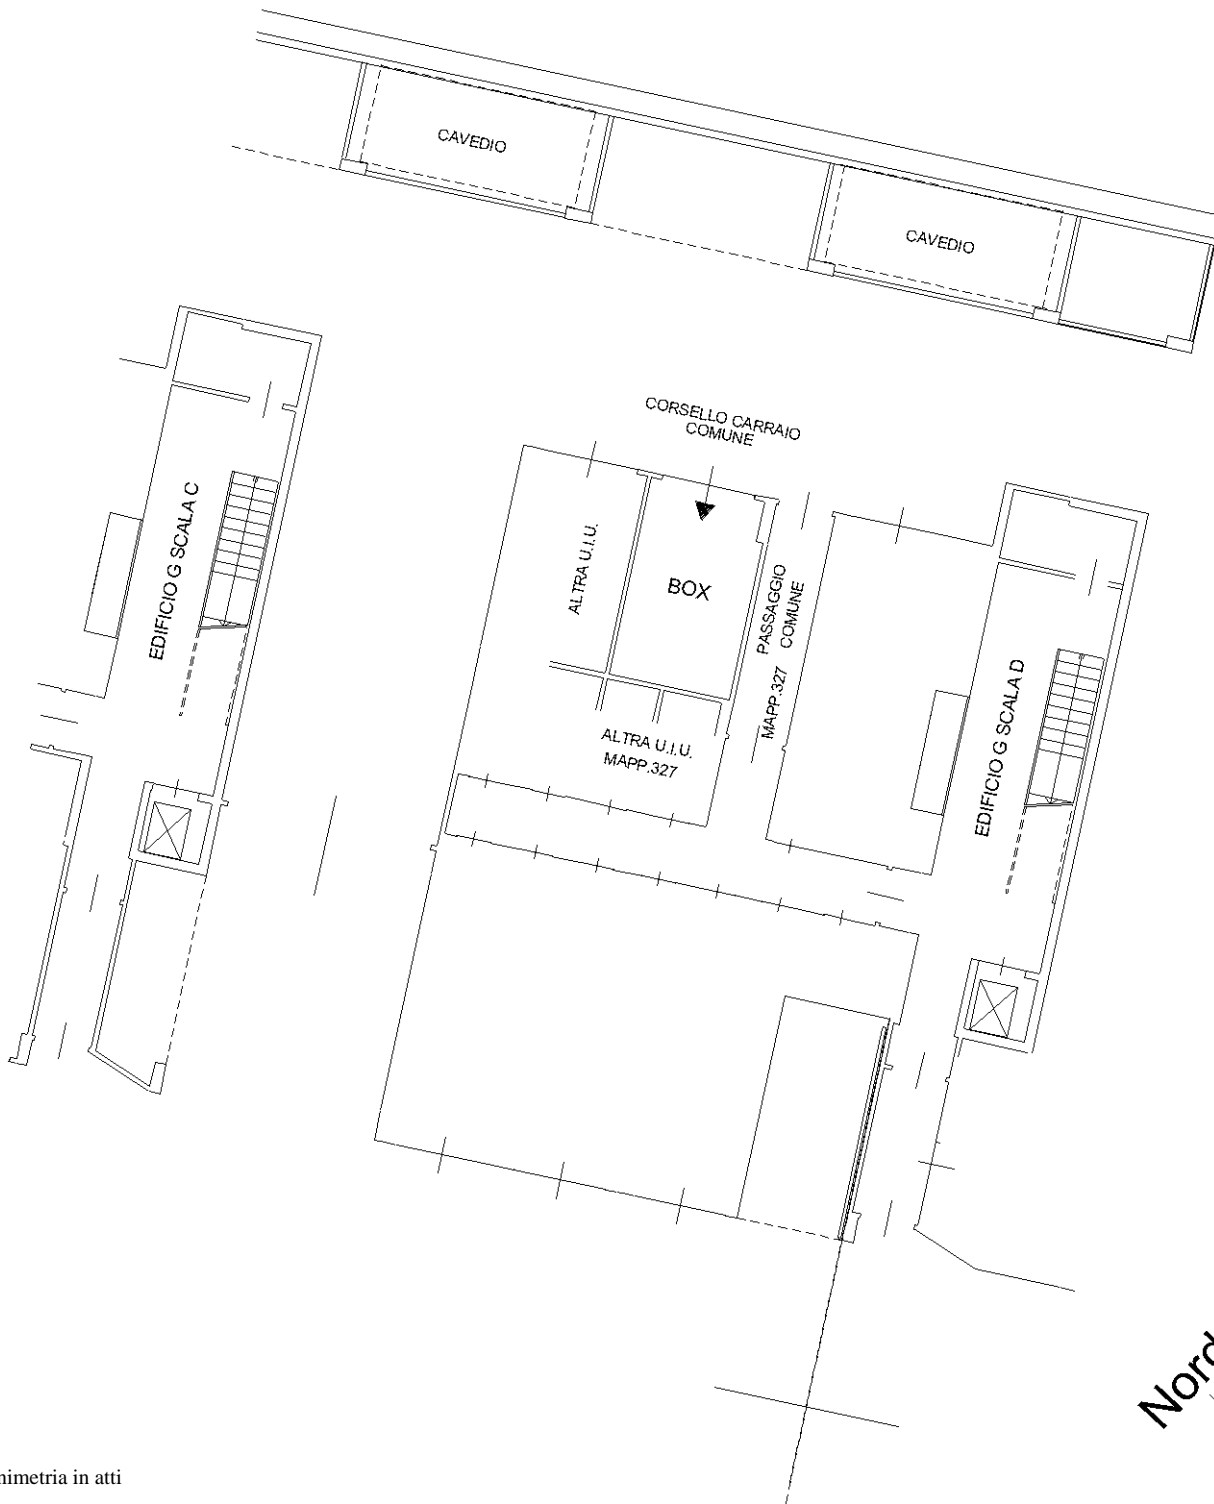 CAVEDIO
CAVEDIO
CORSELLO CARRAIO
COMUNE
EDIFICIO G SCALA C
ALTRA U.I.U.
BOX
PASSAGGIO
COMUNE
MAPP.327
EDIFICIO G SCALA D
ALTRA U.I.U.
MAPP.327
Nord
nimetria in atti